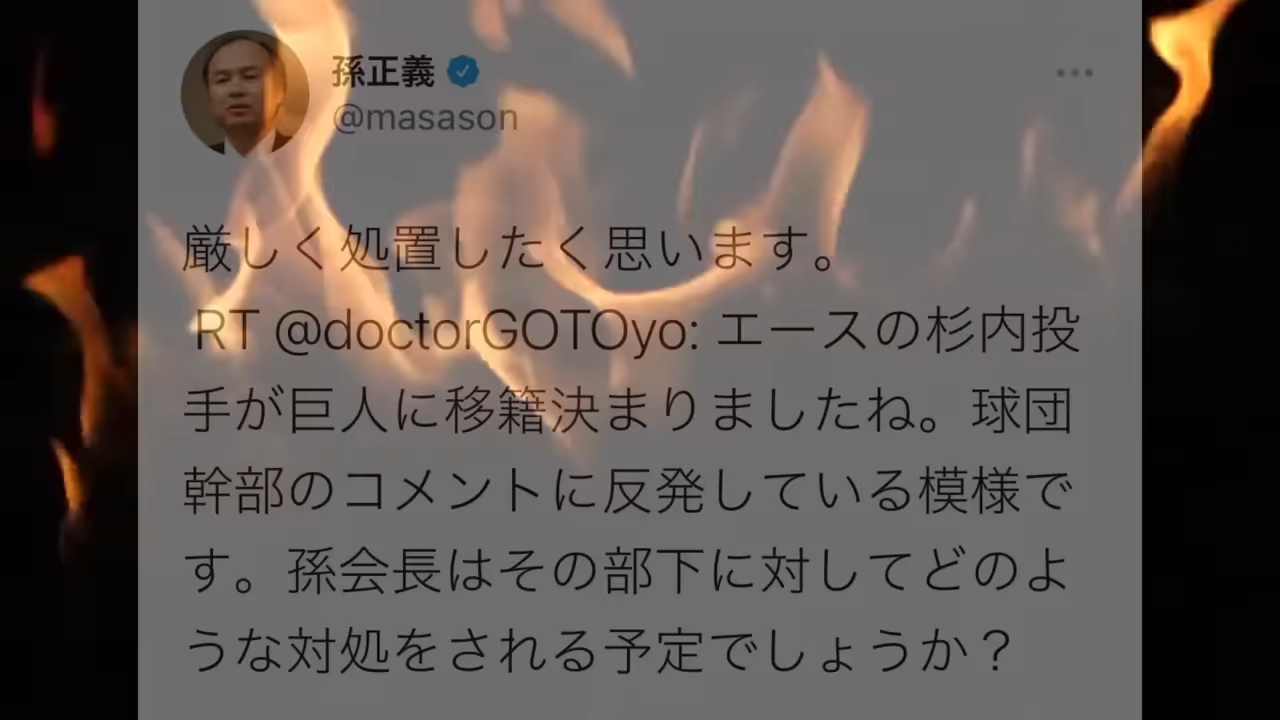 孫正義
@masason
厳しく処置したく思います。
RT @doctorGOTOyo: エースの杉内投
手が巨人に移籍決まりましたね。球団
幹部のコメントに反発している模様で
す。孫会長はその部下に対してどのよ
うな対処をされる予定でしょうか？